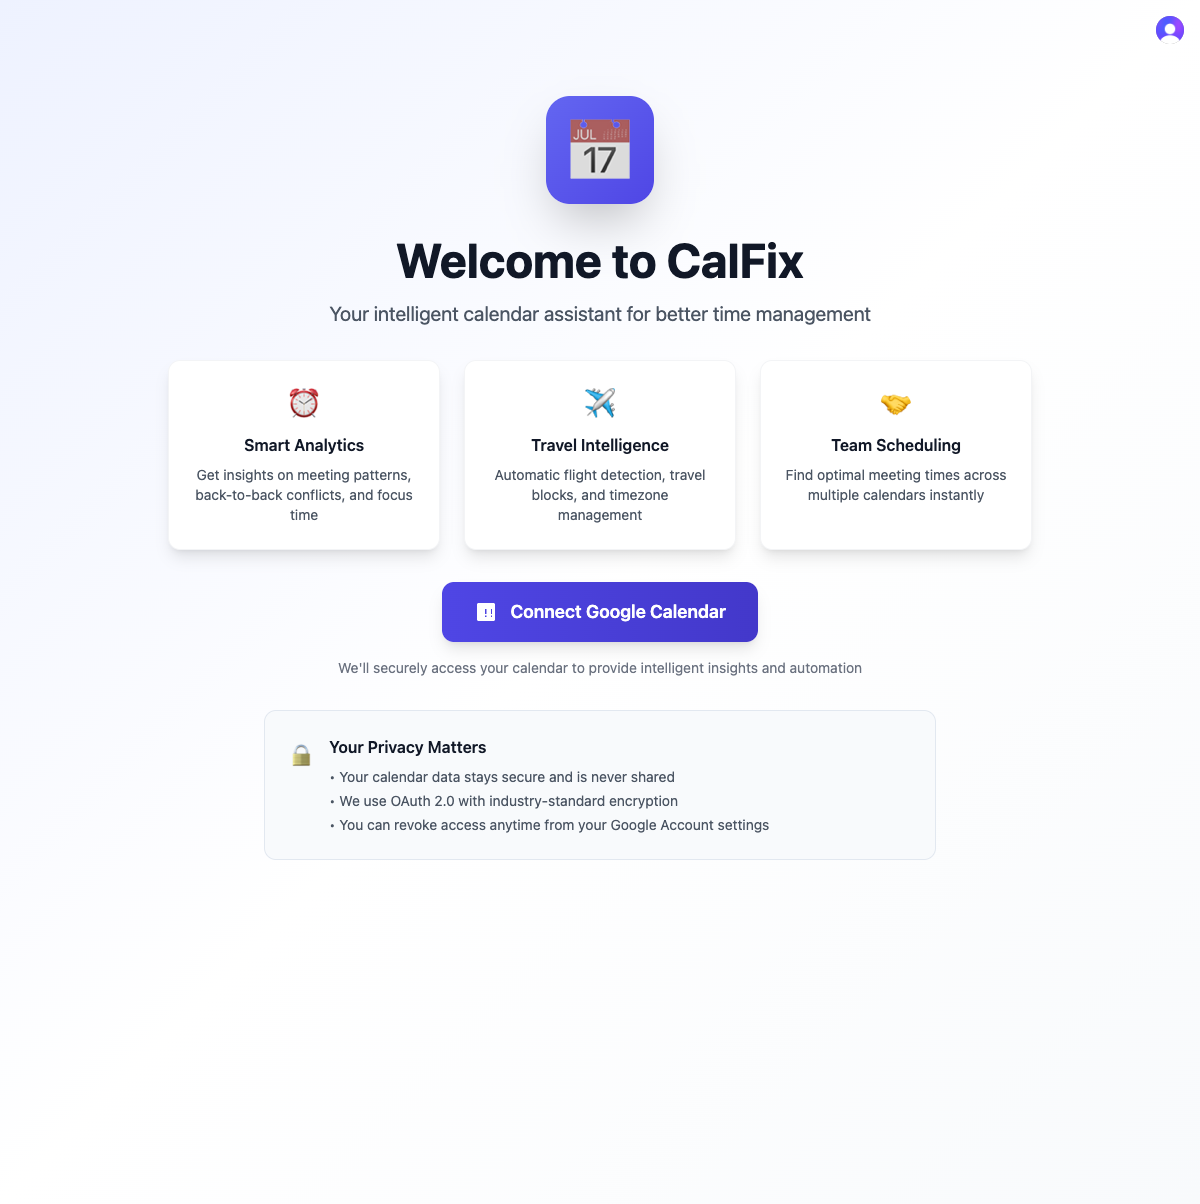 JUL
17
Welcome to CalFix
Your intelligent calendar assistant for better time management
Smart Analytics
Get insights on meeting patterns,
back-to-back conflicts, and focus
time
Travel Intelligence
Automatic flight detection, travel
blocks, and timezone
management
Team Scheduling
Find optimal meeting times across
multiple calendars instantly
Connect Google Calendar
We'll securely access your calendar to provide intelligent insights and automation
Your Privacy Matters
• Your calendar data stays secure and is never shared
• We use OAuth 2.0 with industry-standard encryption
• You can revoke access anytime from your Google Account settings